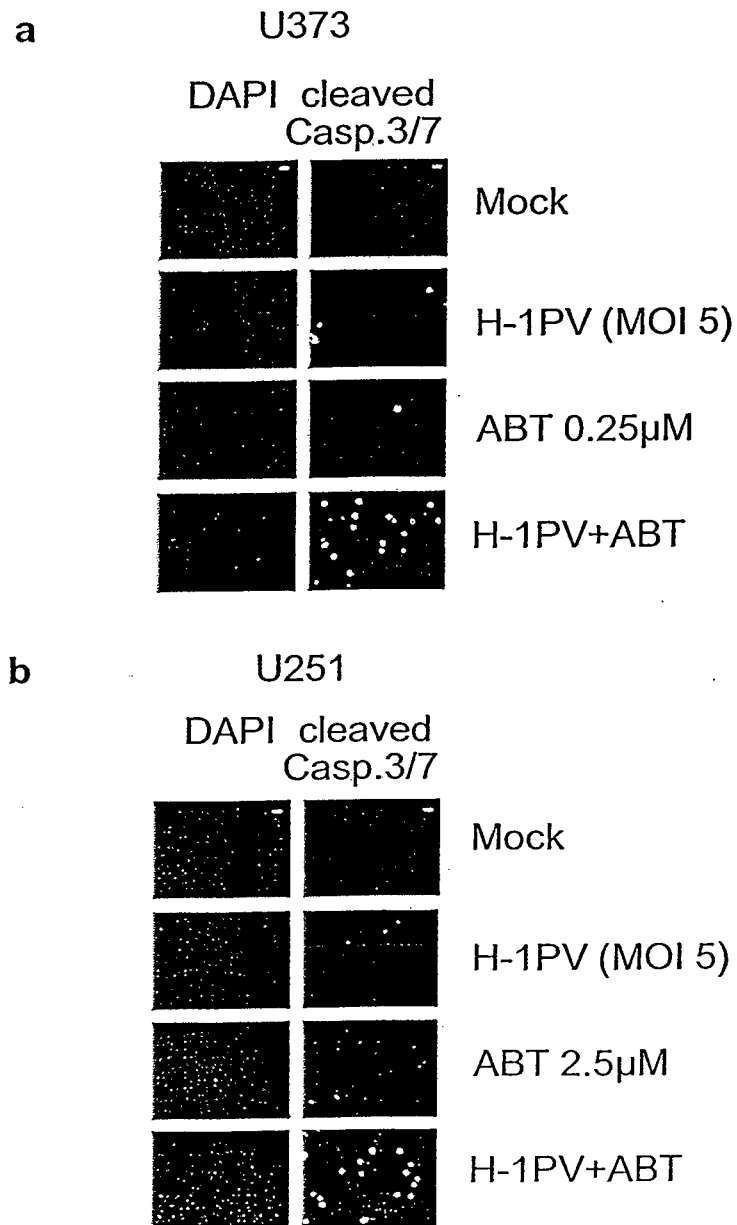 a
U373
DAPI cleaved
Casp.3/7
Mock
H-1PV (MOI 5)
ABT 0.25µM
H-1PV+ABT
b
U251
DAPI cleaved
Casp.3/7
Mock
H-1PV (MOI 5)
ABT 2.5µM
H-1PV+ABT